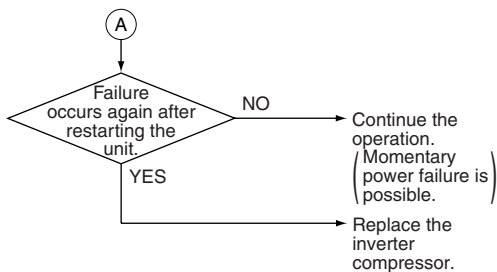 A
Failure
occurs again after
restarting the
unit.
NO
Continue the
operation.
(Momentary
power failure is
possible.)
YES
Replace the
inverter
compressor.